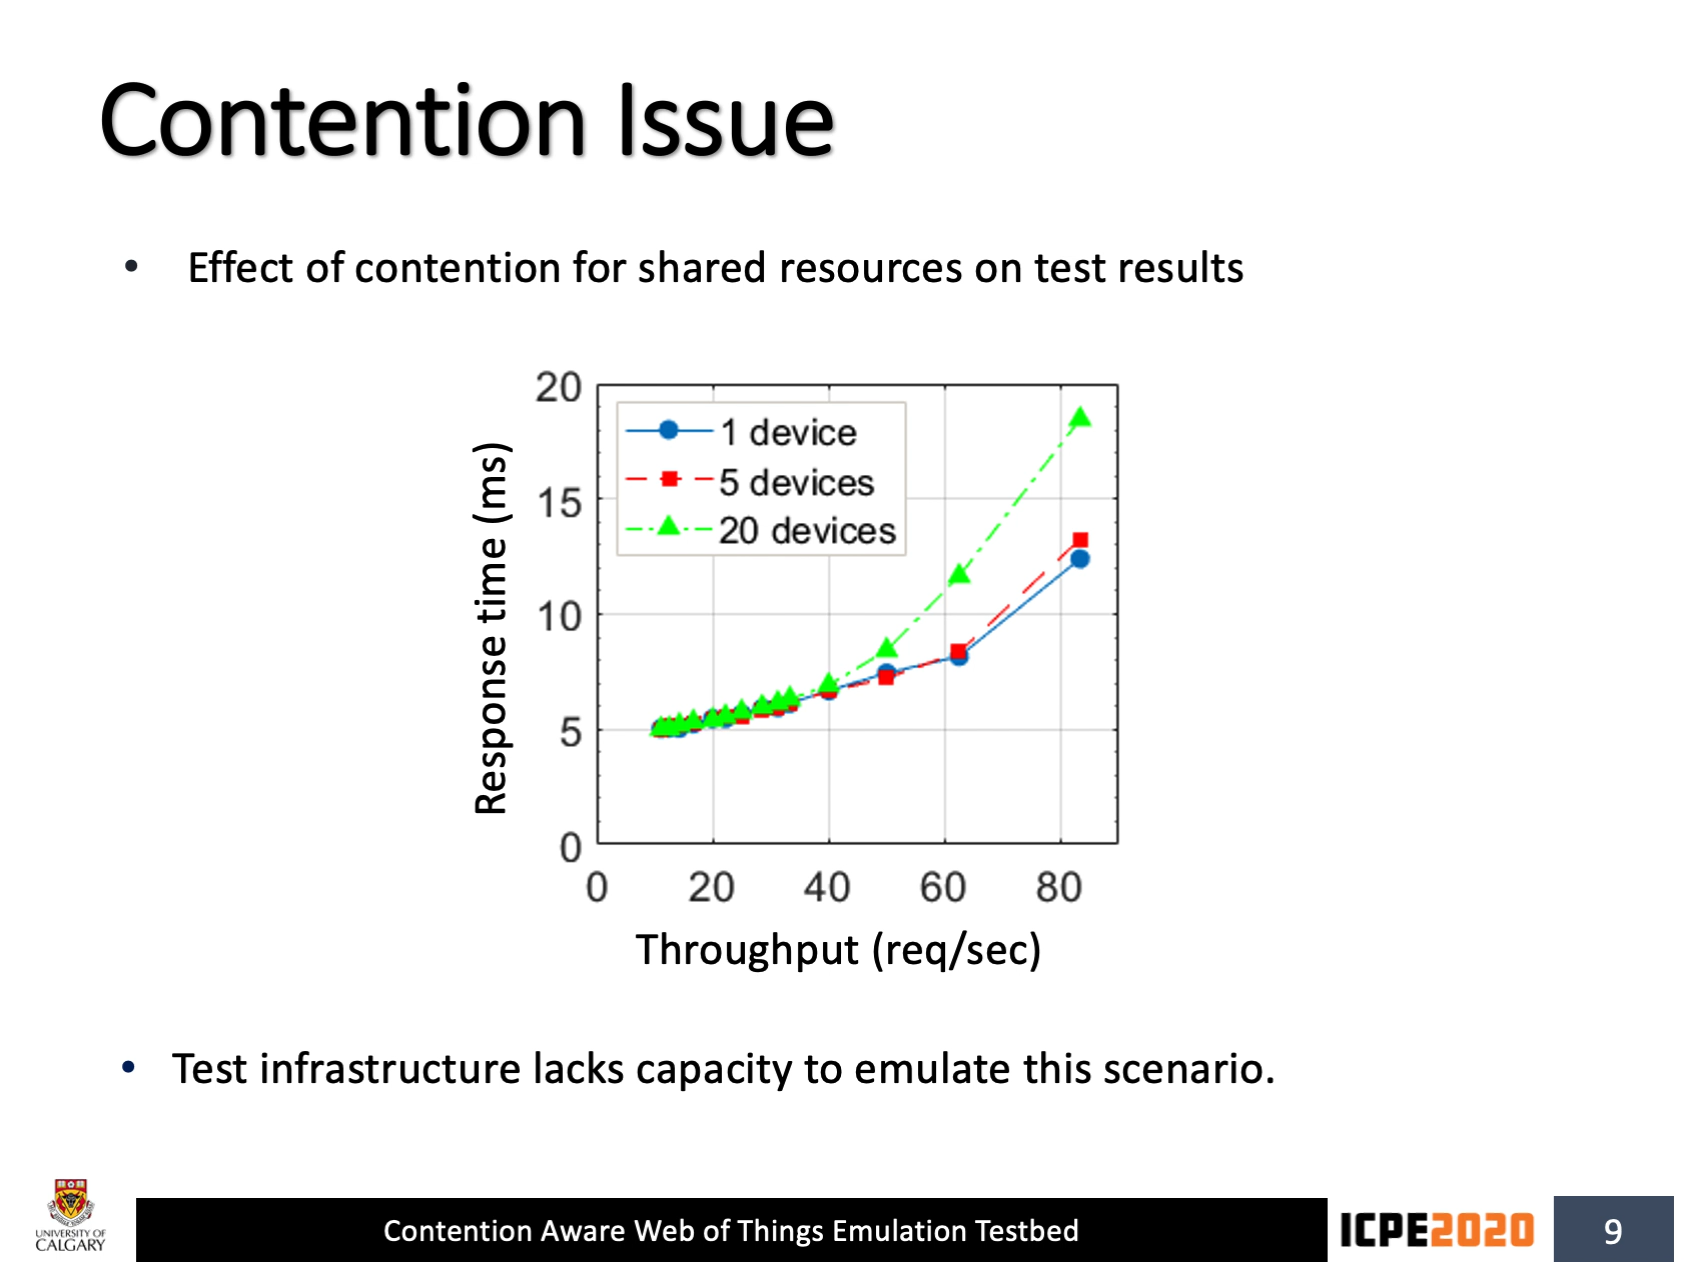 Contention Issue
• Effect of contention for shared resources on test results
20
15
10
5
0
Response time (ms)
1 device
5 devices
20 devices
0 20 40 60 80
Throughput (req/sec)
• Test infrastructure lacks capacity to emulate this scenario.
UNIVERSITY OF
CALGARY
Contention Aware Web of Things Emulation Testbed
ICPE2020
9